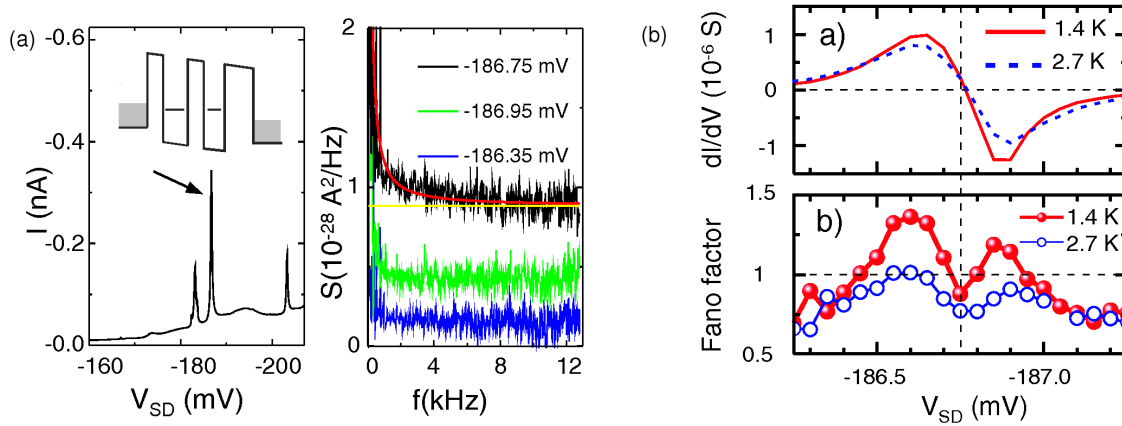 (a)
-0.6
-0.4
-0.2
-0.0
I (nA)
-160
-180
-200
V_SD (mV)
2
1
0
S(10^-28 A^2/Hz)
-186.75 mV
-186.95 mV
-186.35 mV
0
4
8
12
f(kHz)
(b)
a)
1.4 K
2.7 K
1
0
-1
dI/dV (10^-6 S)
b)
1.4 K
2.7 K
1.5
1
0.5
Fano factor
-186.5
-187.0
V_SD (mV)